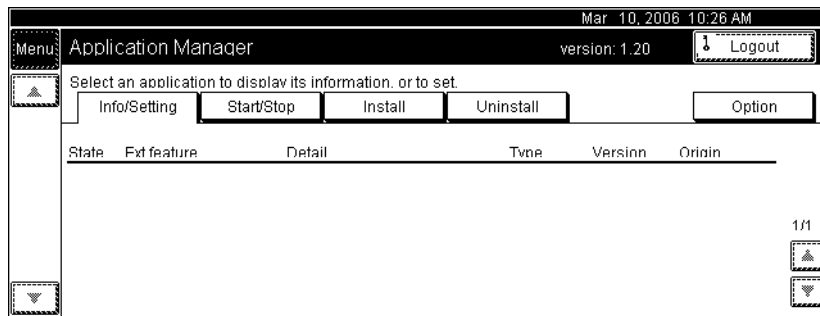 Mar 10, 2006 10:26 AM
Menu Application Manager version: 1.20 Logout
Select an application to display its information, or to set.
Info/Setting Start/Stop Install Uninstall Option
State Ext feature Detail Type Version Origin
1/1